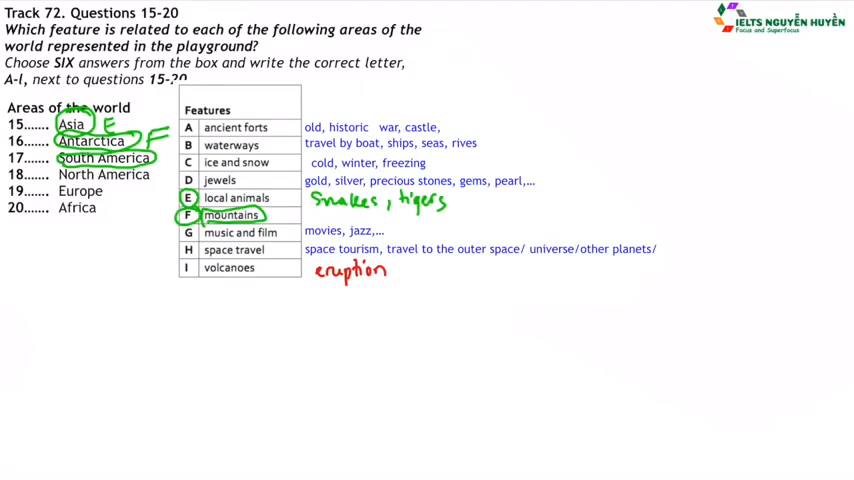 Track 72. Questions 15-20
Which feature is related to each of the following areas of the
world represented in the playground?
Choose SIX answers from the box and write the correct letter,
A-l, next to questions 15-20
IELTS NGUYỄN HUYỀN
Focus and Superfocus
Areas of the world
15....... Asia E
16....... Antarctica F
17....... South America
18....... North America
19....... Europe
20....... Africa
Features
A ancient forts old, historic war, castle,
B waterways travel by boat, ships, seas, rives
C ice and snow cold, winter, freezing
D jewels gold, silver, precious stones, gems, pearl,...
E local animals snakes, tigers
F mountains
G music and film movies, jazz,...
H space travel space tourism, travel to the outer space/ universe/other planets/
I volcanoes eruption